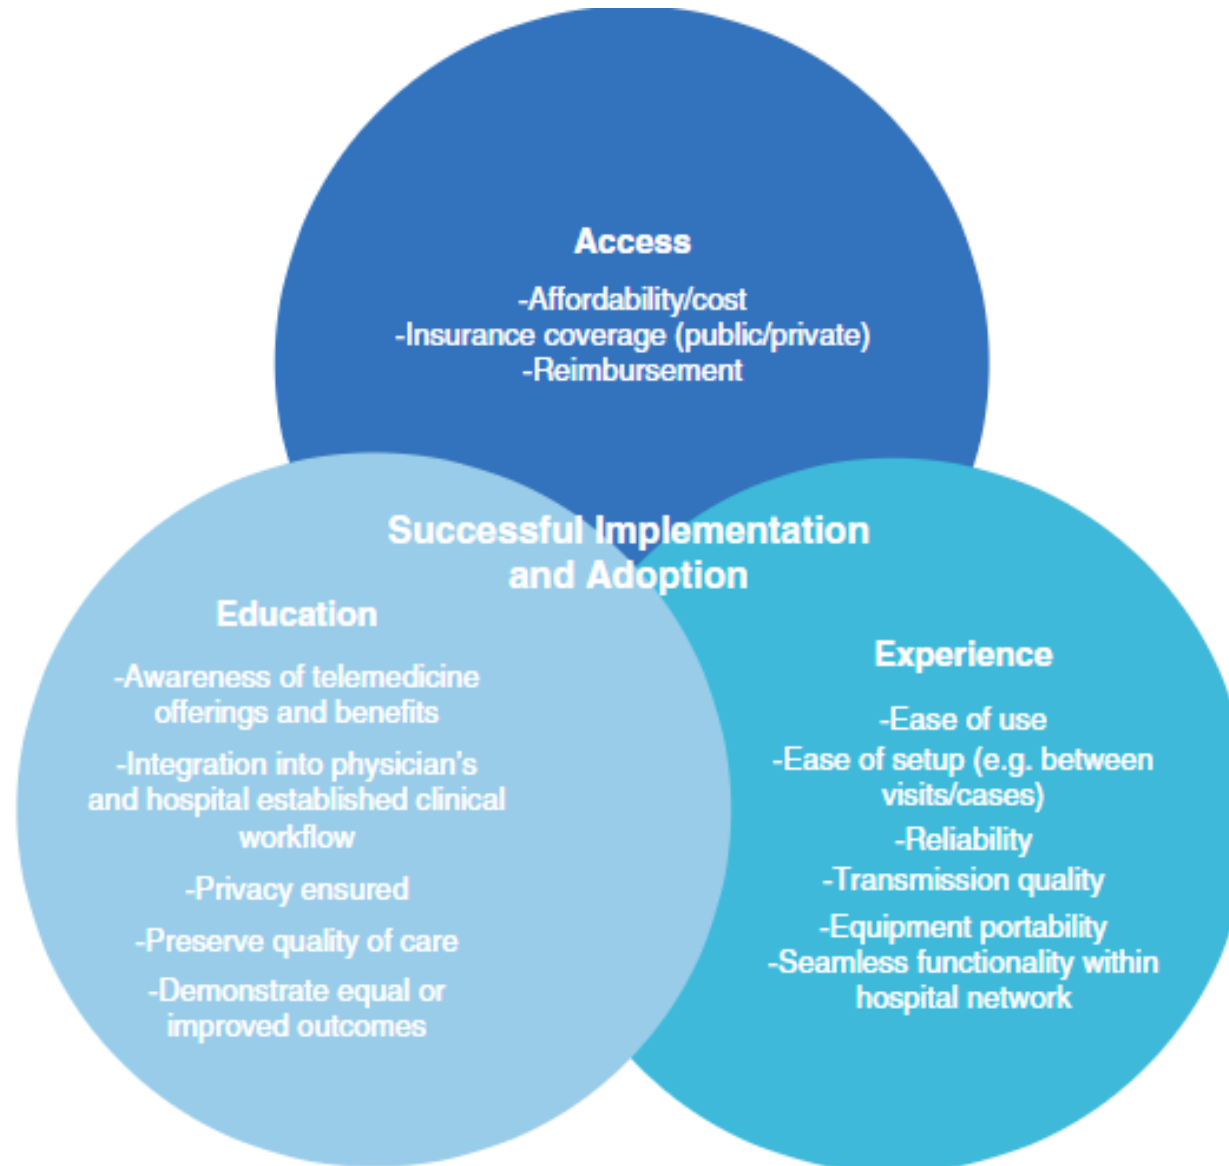 Access
-Affordability/cost
-Insurance coverage (public/private)
-Reimbursement
Successful Implementation
and Adoption
Education
-Awareness of telemedicine
offerings and benefits
-Integration into physician's
and hospital established clinical
workflow
-Privacy ensured
-Preserve quality of care
-Demonstrate equal or
improved outcomes
Experience
-Ease of use
-Ease of setup (e.g. between
visits/cases)
-Reliability
-Transmission quality
-Equipment portability
-Seamless functionality within
hospital network